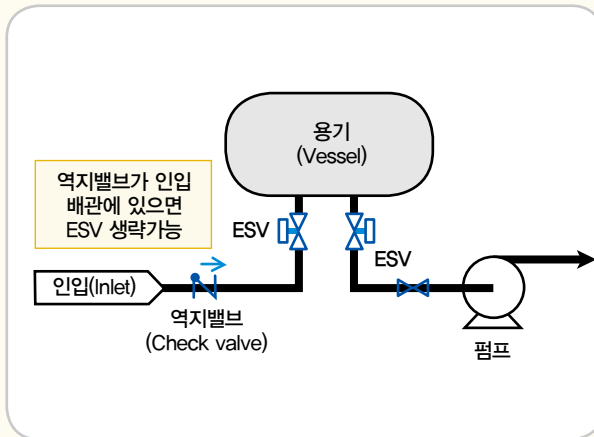 용기
(Vessel)
역지밸브가 인입
배관에 있으면
ESV 생략가능
ESV
ESV
인입(Inlet)
역지밸브
(Check valve)
펌프